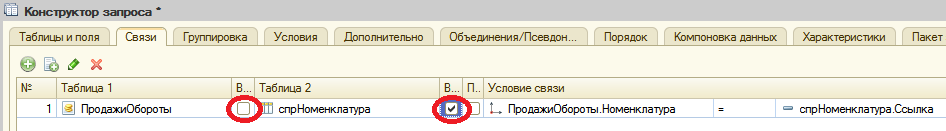 Конструктор запроса *
Таблицы и поля Связи Группировка Условия Дополнительно Объединения/Псевдон... Порядок Компоновка данных Характеристики Пакет
№ Таблица 1 В... Таблица 2 В... П... Условие связи
1 ПродажиОбороты спрНоменклатура ПродажиОбороты.Номенклатура = спрНоменклатура.Ссылка